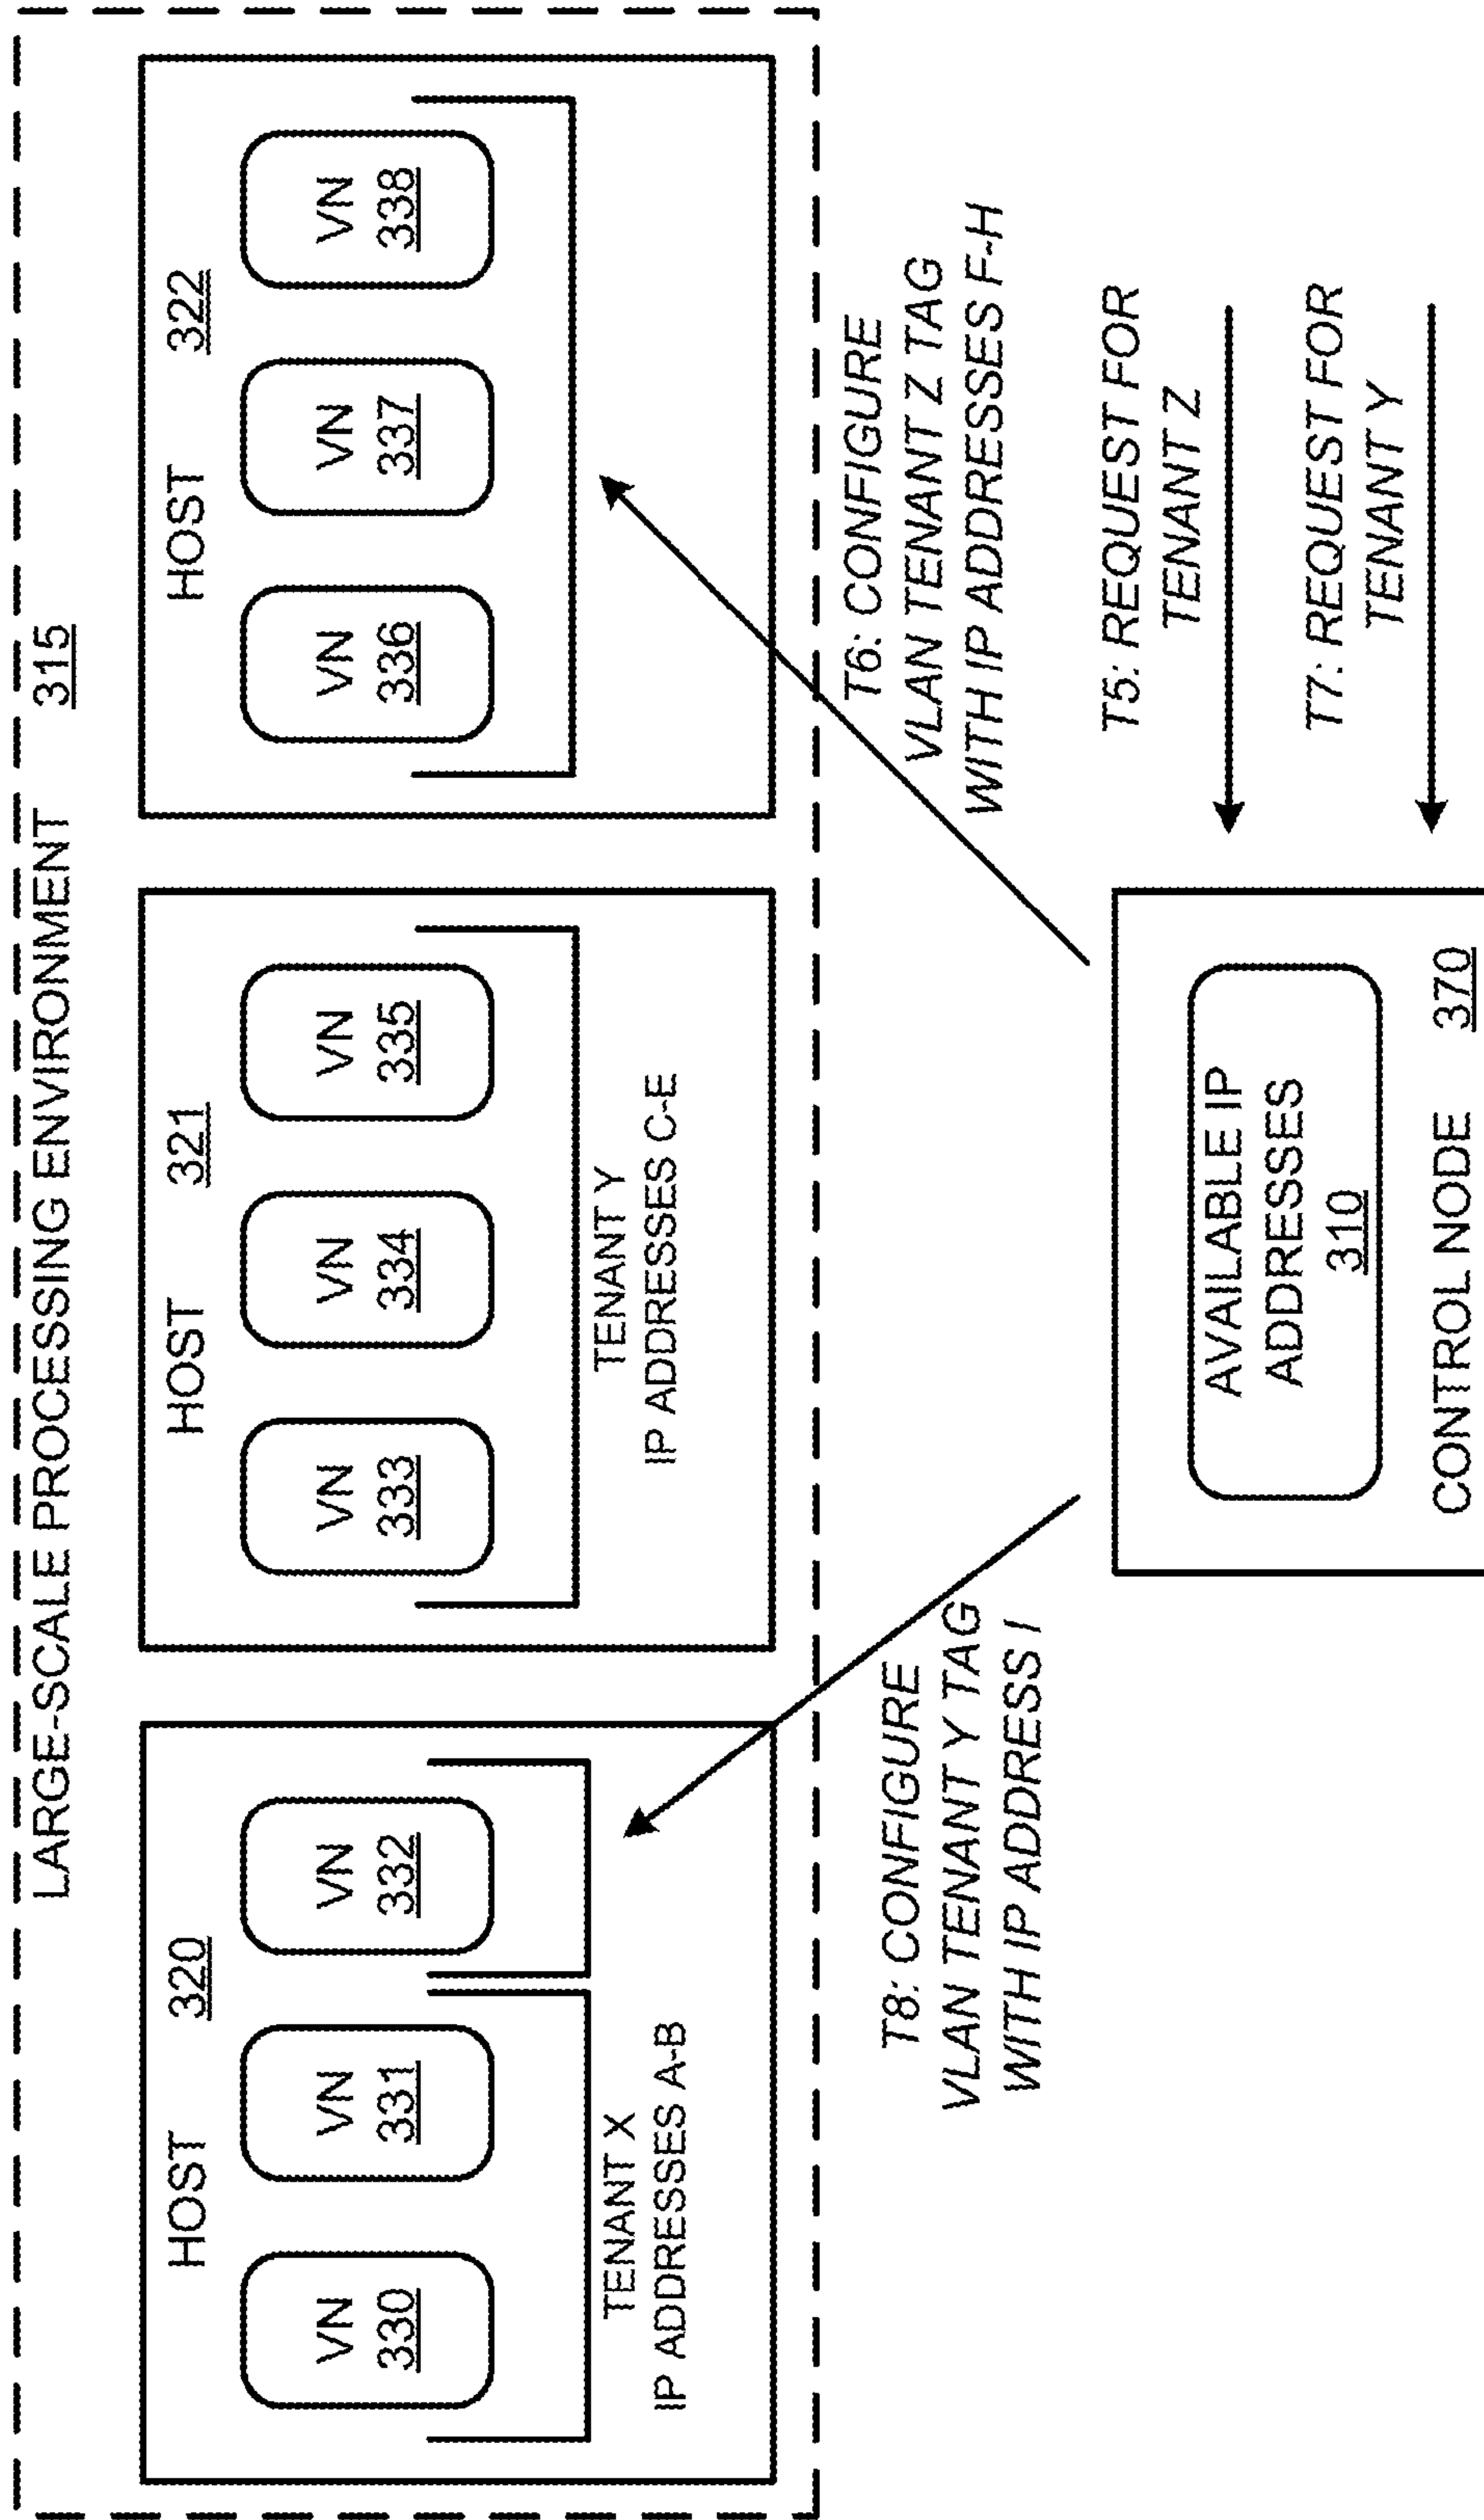 LARGE-SCALE PROCESSING ENVIRONMENT 315
HOST 320
VN
330
VN
331
VN
332
TENANT X
IP ADDRESSES A-B
HOST 321
VN
333
VN
334
VN
335
TENANT Y
IP ADDRESSES C-E
HOST 322
VN
336
VN
337
VN
338
T8: CONFIGURE
VLAN TENANT Y TAG
WITH IP ADDRESS I
T6: CONFIGURE
VLAN TENANT Z TAG
WITH IP ADDRESSES F-H
AVAILABLE IP
ADDRESSES
310
CONTROL NODE 370
T5: REQUEST FOR
TENANT Z
T7: REQUEST FOR
TENANT Y